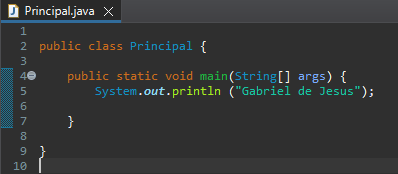 Principal.java
1
2 public class Principal {
3
4 public static void main(String[] args) {
5 System.out.println ("Gabriel de Jesus");
6
7 }
8
9 }
10